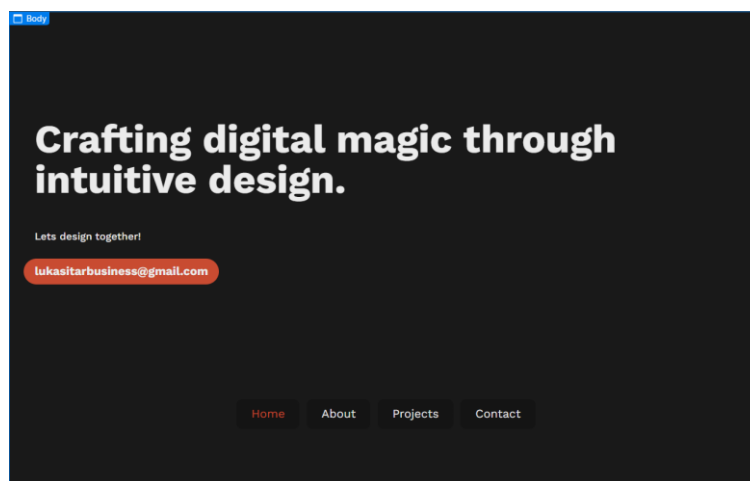 Body
Crafting digital magic through
intuitive design.
Lets design together!
lukasitarbusiness@gmail.com
Home About Projects Contact